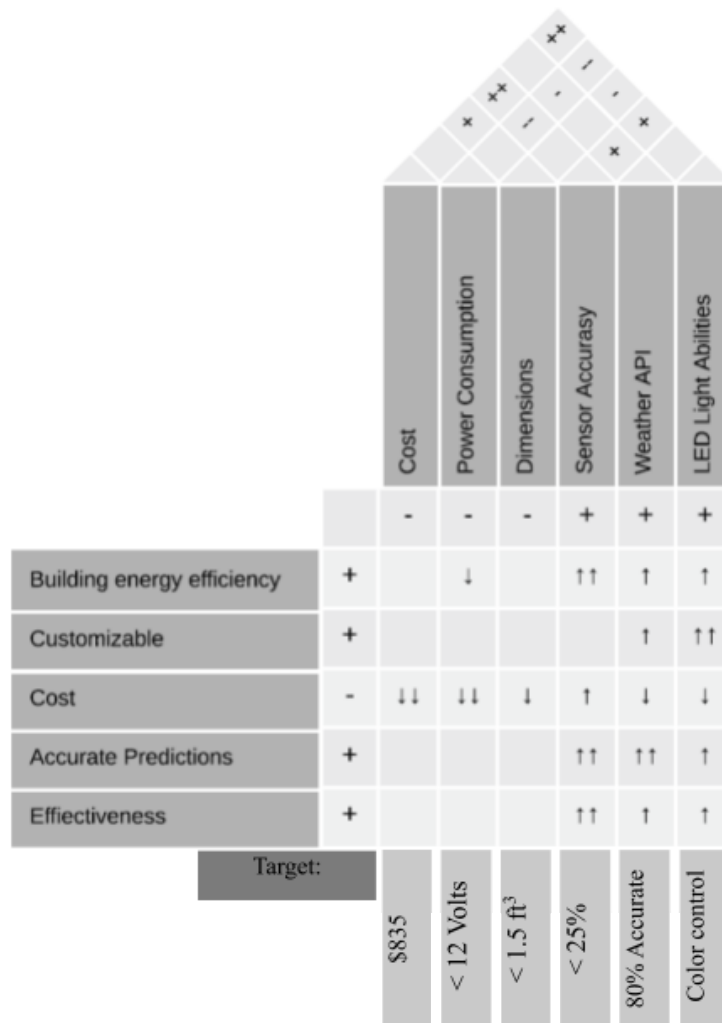 ++
--
++ - -
+ -- +
+
Cost
Power Consumption
Dimensions
Sensor Accurasy
Weather API
LED Light Abilities
- - - + + +
Building energy efficiency + ↓ ↑↑ ↑ ↑
Customizable + ↑ ↑↑
Cost - ↓↓ ↓↓ ↓ ↑ ↓ ↓
Accurate Predictions + ↑↑ ↑↑ ↑
Effiectiveness + ↑↑ ↑ ↑
Target:
$835
< 12 Volts
< 1.5 ft³
< 25%
80% Accurate
Color control